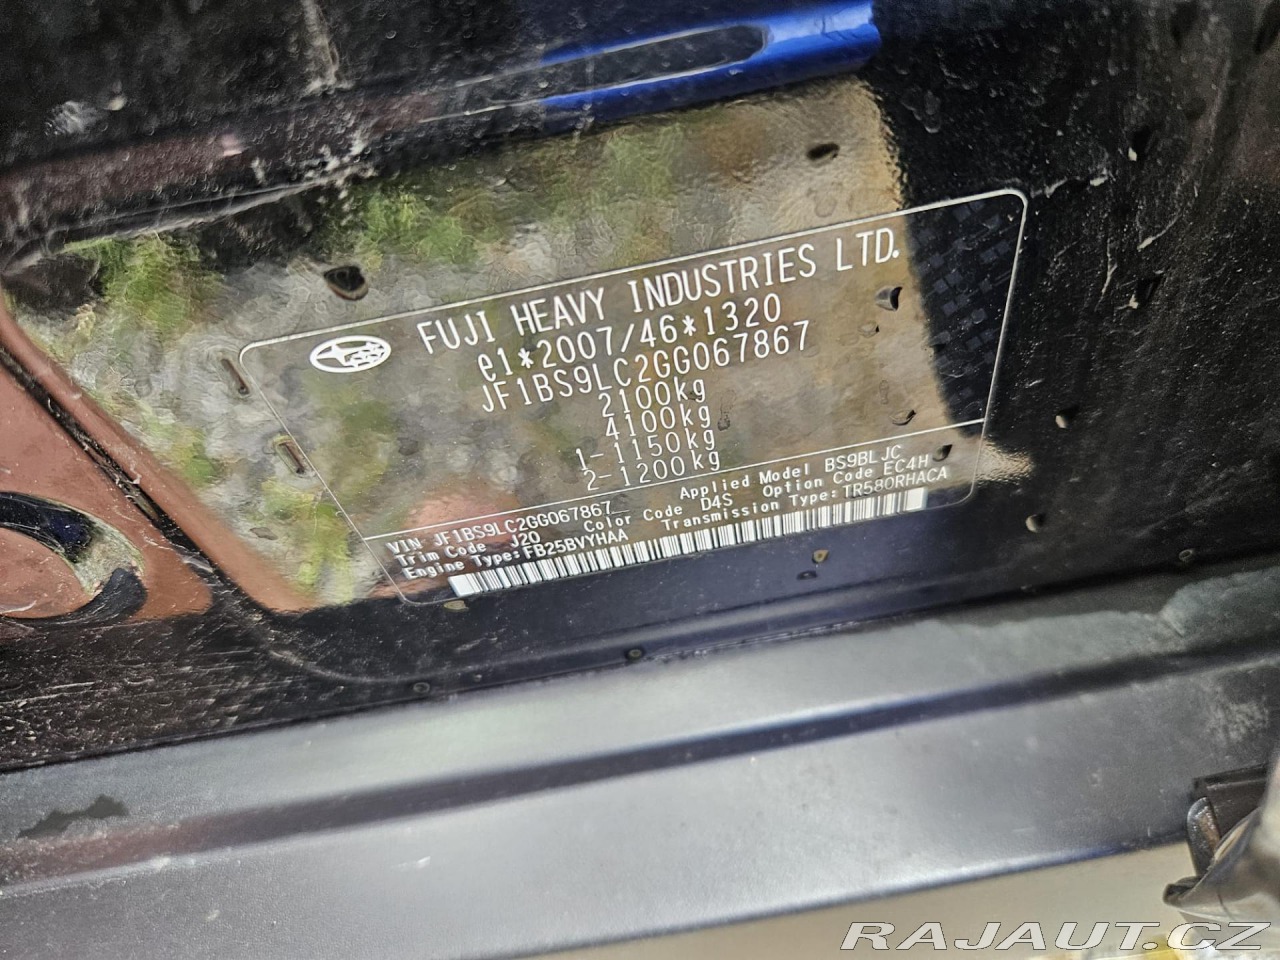 FUJI HEAVY INDUSTRIES LTD.
e1*2007/46*1320
JF1BS9LC2GG067867
2100kg
4100kg
1-1150kg
2-1200kg
Applied Model BS9BLJC
VIN JF1BS9LC2GG067867 Option Code EC4H
Trim Code J20 Color Code D4S
Engine Type: FB25BVYHAA Transmission Type: TR580RHACA
RAJAUT.CZ